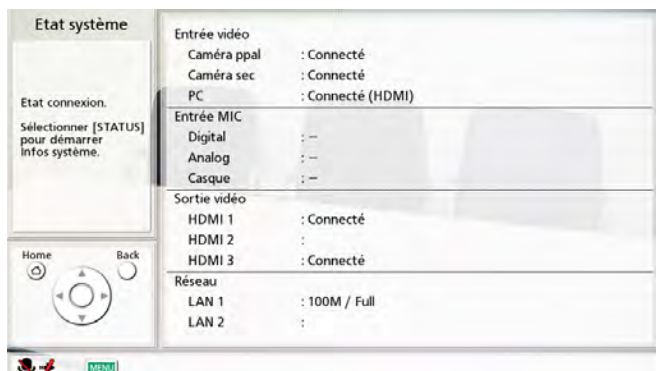 Etat système
Etat connexion.
Sélectionner [STATUS]
pour démarrer
Infos système.
Home Back
Entrée vidéo
Caméra ppal : Connecté
Caméra sec : Connecté
PC : Connecté (HDMI)
Entrée MIC
Digital : --
Analog : --
Casque : --
Sortie vidéo
HDMI 1 : Connecté
HDMI 2 :
HDMI 3 : Connecté
Réseau
LAN 1 : 100M / Full
LAN 2 :
MENU